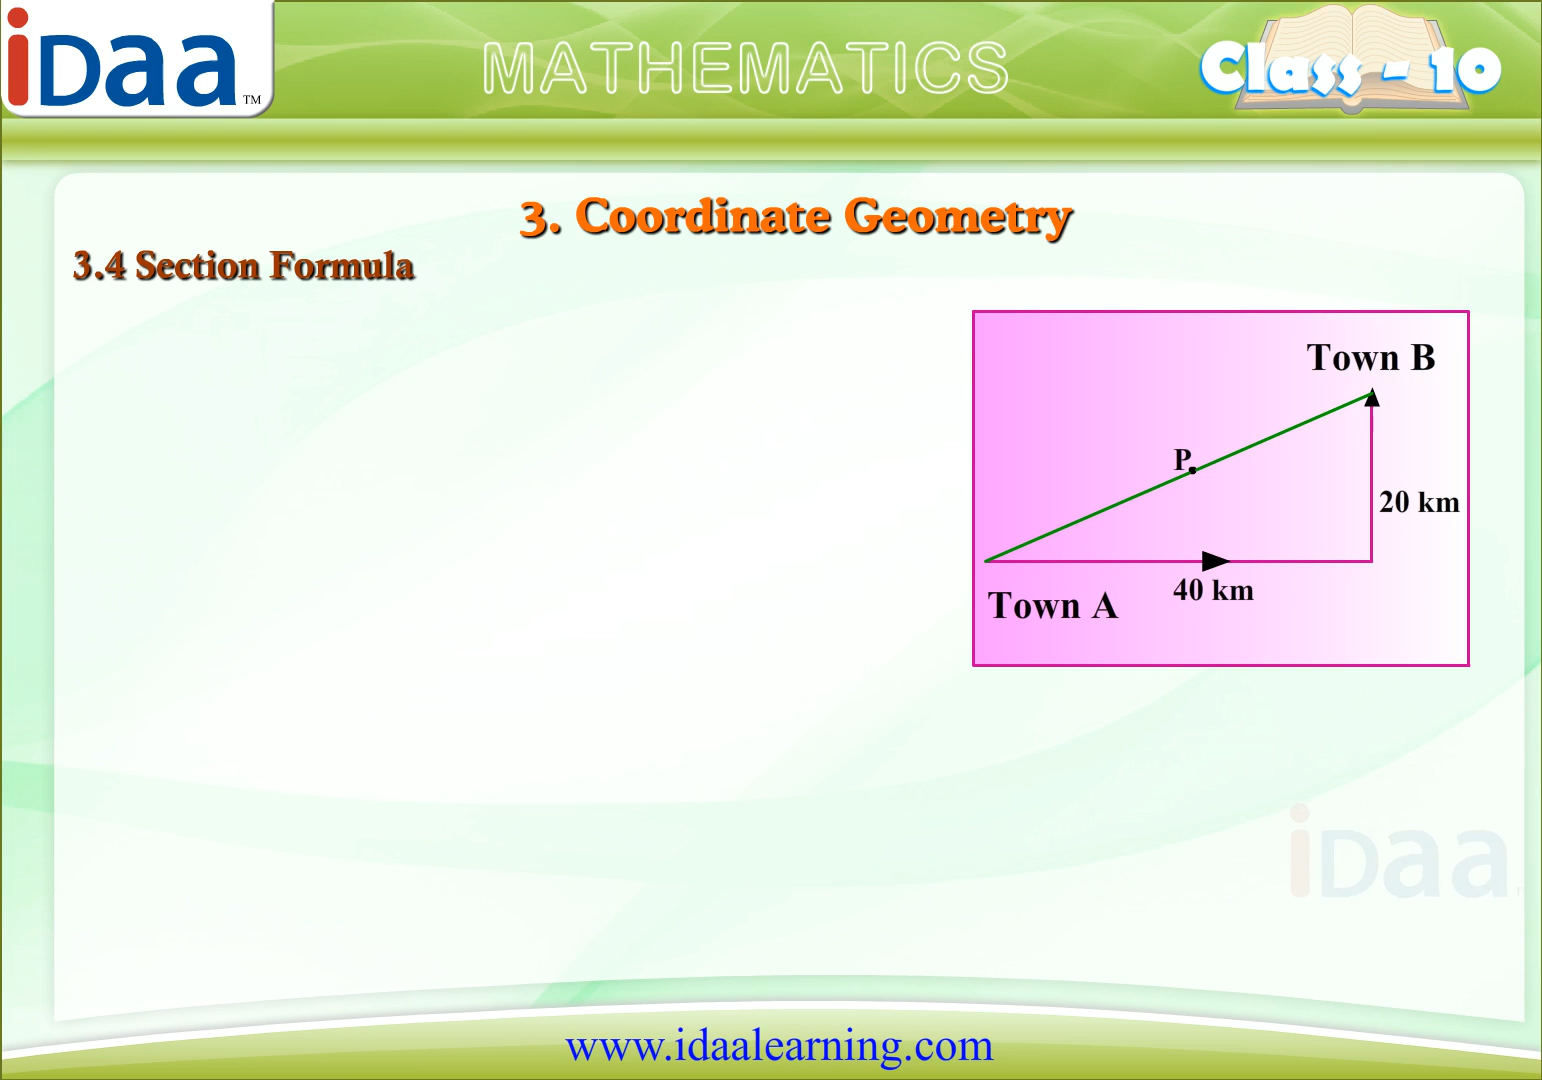 iDaa™
MATHEMATICS
Class - 10
3. Coordinate Geometry
3.4 Section Formula
Town B
P.
20 km
40 km
Town A
iDaa
www.idaalearning.com